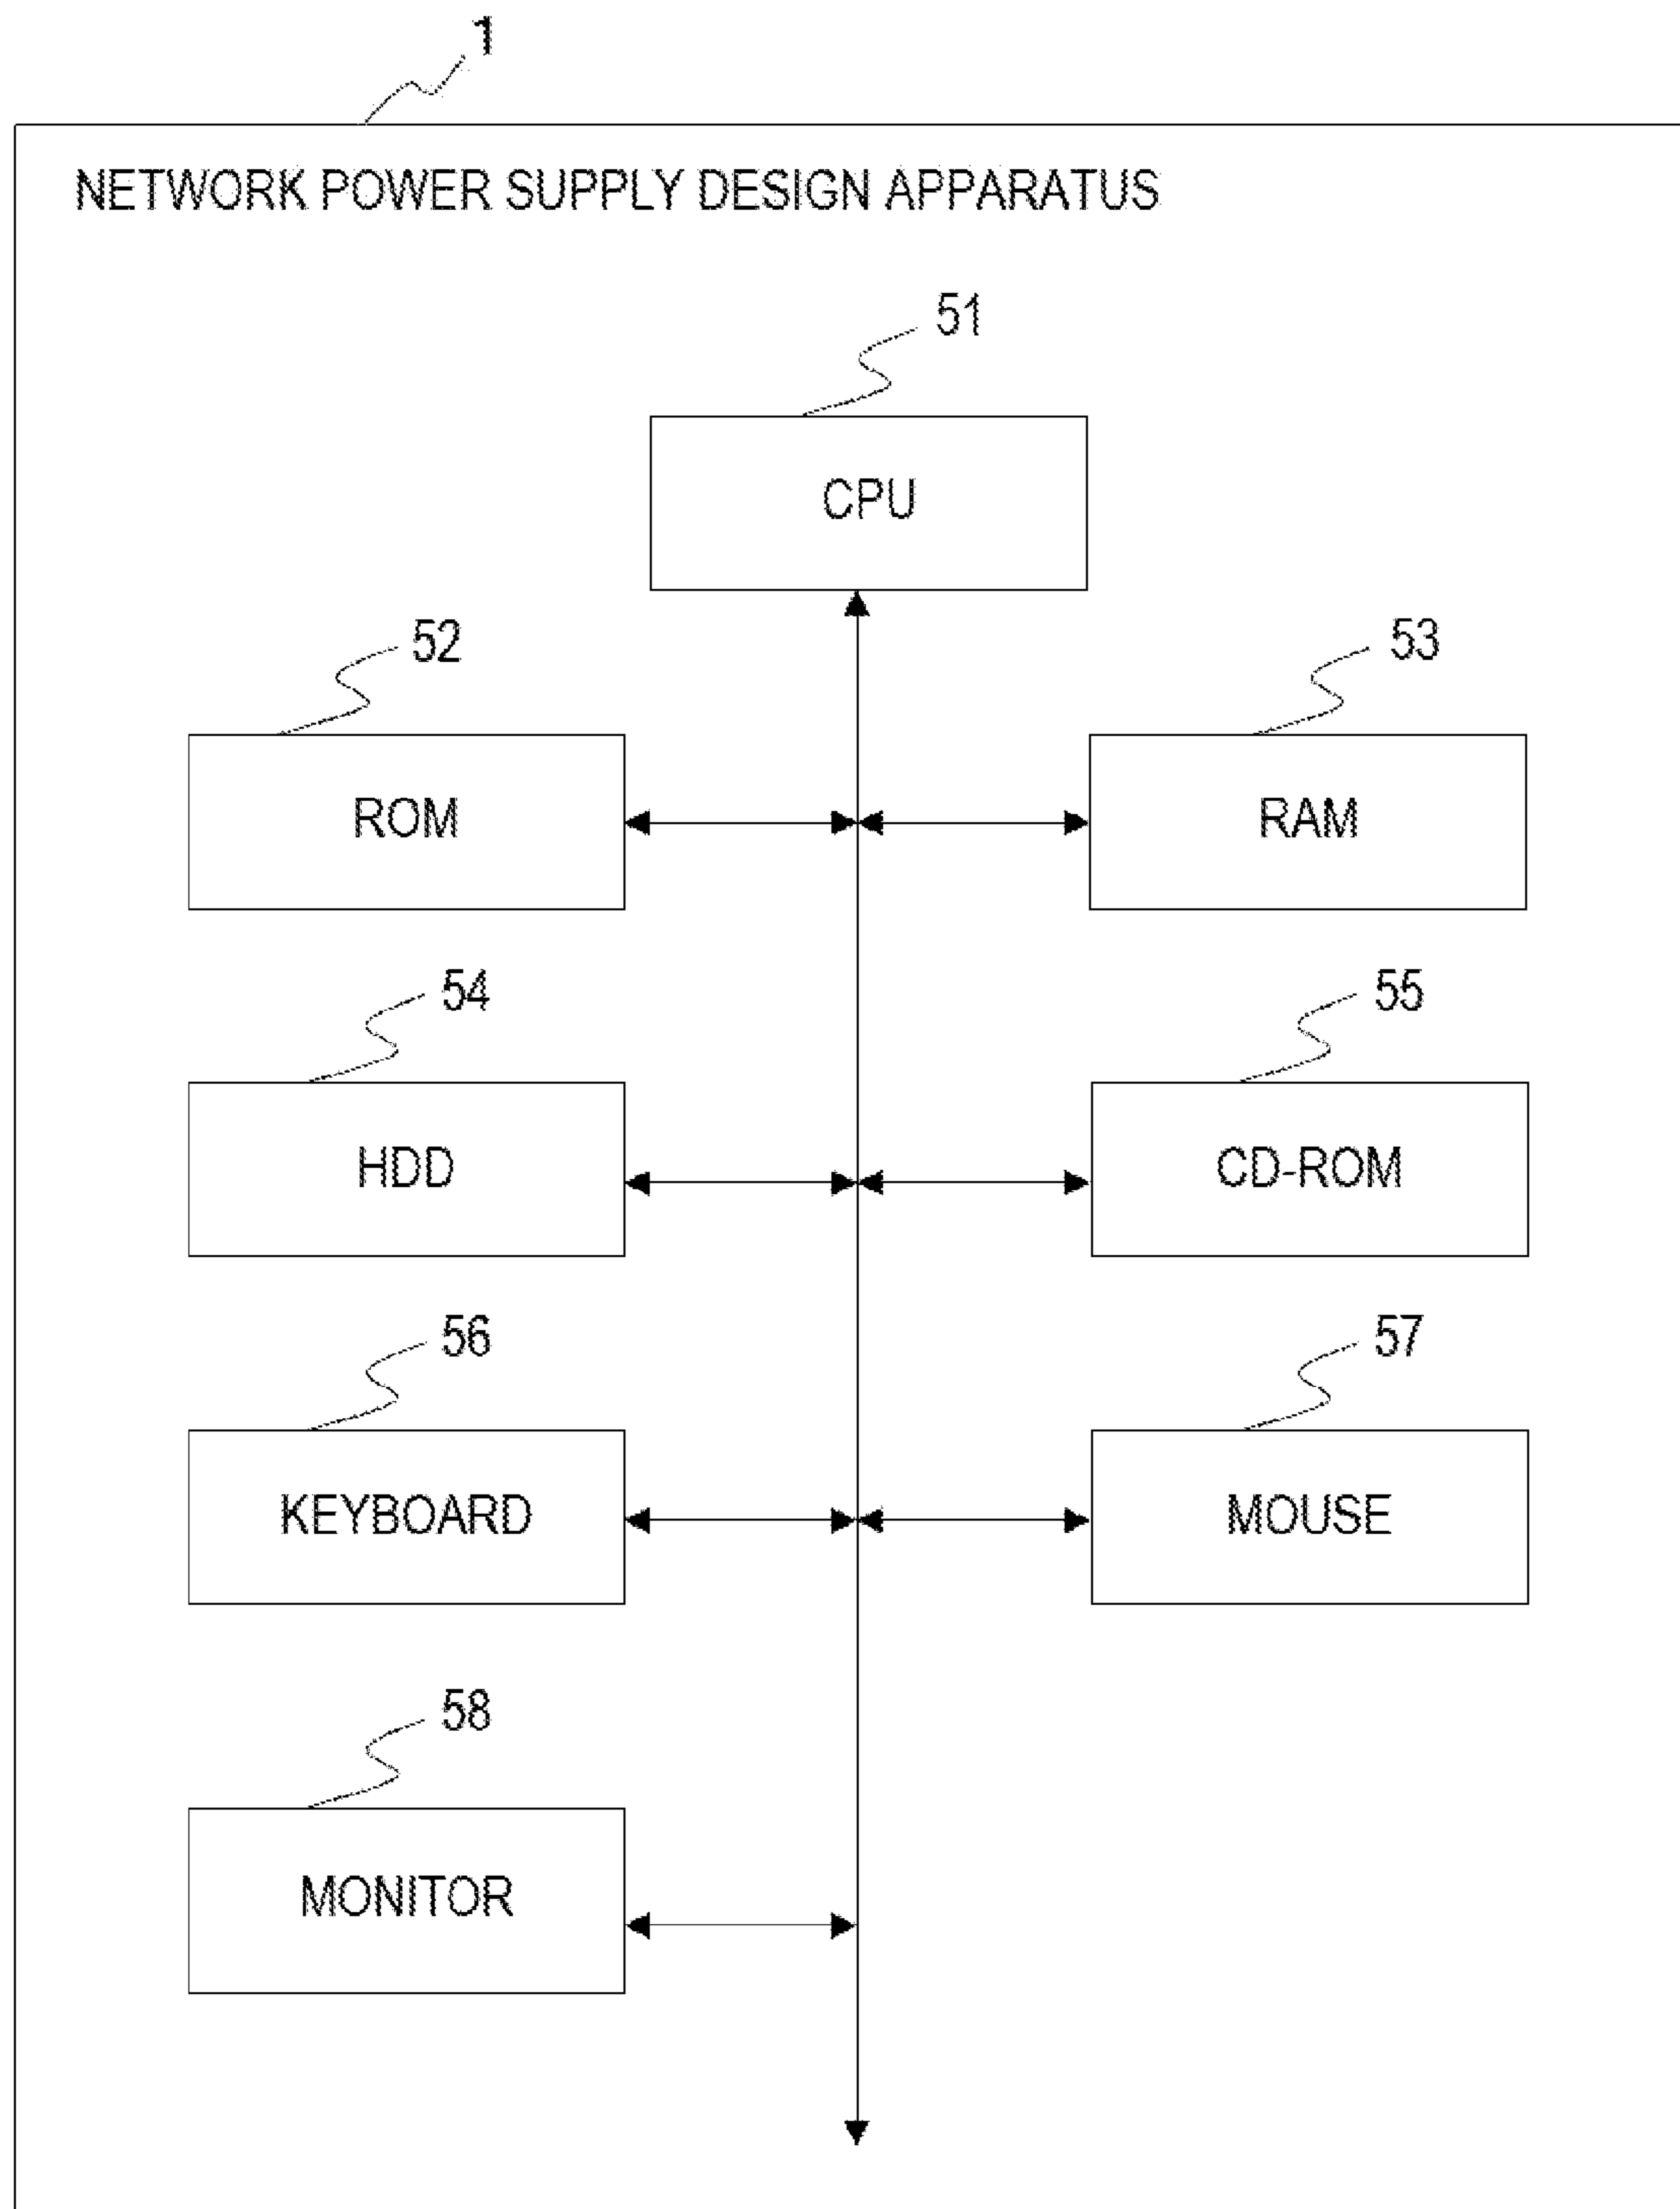 1
NETWORK POWER SUPPLY DESIGN APPARATUS
51
CPU
52
53
ROM
RAM
54
55
HDD
CD-ROM
56
57
KEYBOARD
MOUSE
58
MONITOR